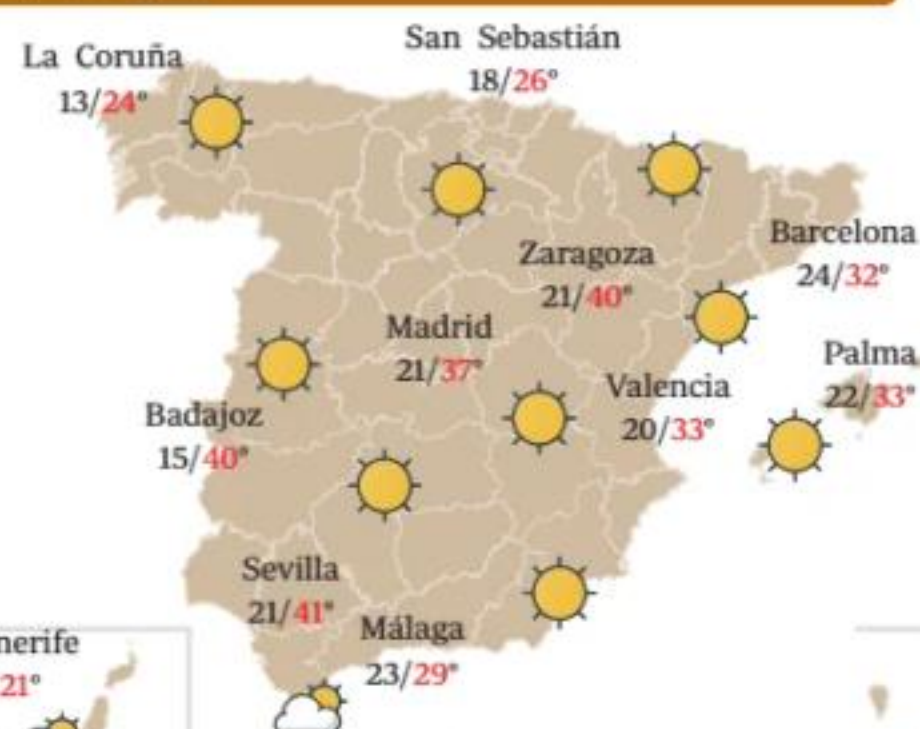 La Coruña
13/24°
San Sebastián
18/26°
Zaragoza
21/40°
Barcelona
24/32°
Madrid
21/37°
Palma
22/33°
Valencia
20/33°
Badajoz
15/40°
Sevilla
21/41°
Málaga
23/29°
nerife
21°